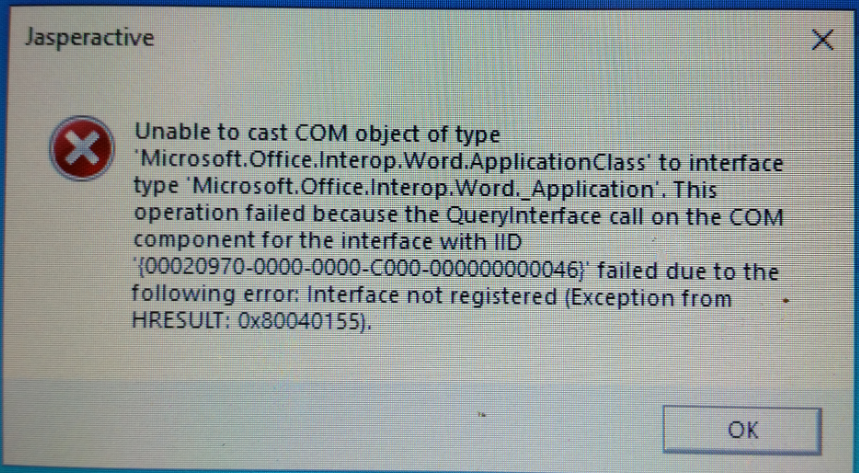 Jasperactive
Unable to cast COM object of type
'Microsoft.Office.Interop.Word.ApplicationClass' to interface
type 'Microsoft.Office.Interop.Word._Application'. This
operation failed because the QueryInterface call on the COM
component for the interface with IID
'{00020970-0000-0000-C000-000000000046}' failed due to the
following error: Interface not registered (Exception from
HRESULT: 0x80040155).
OK